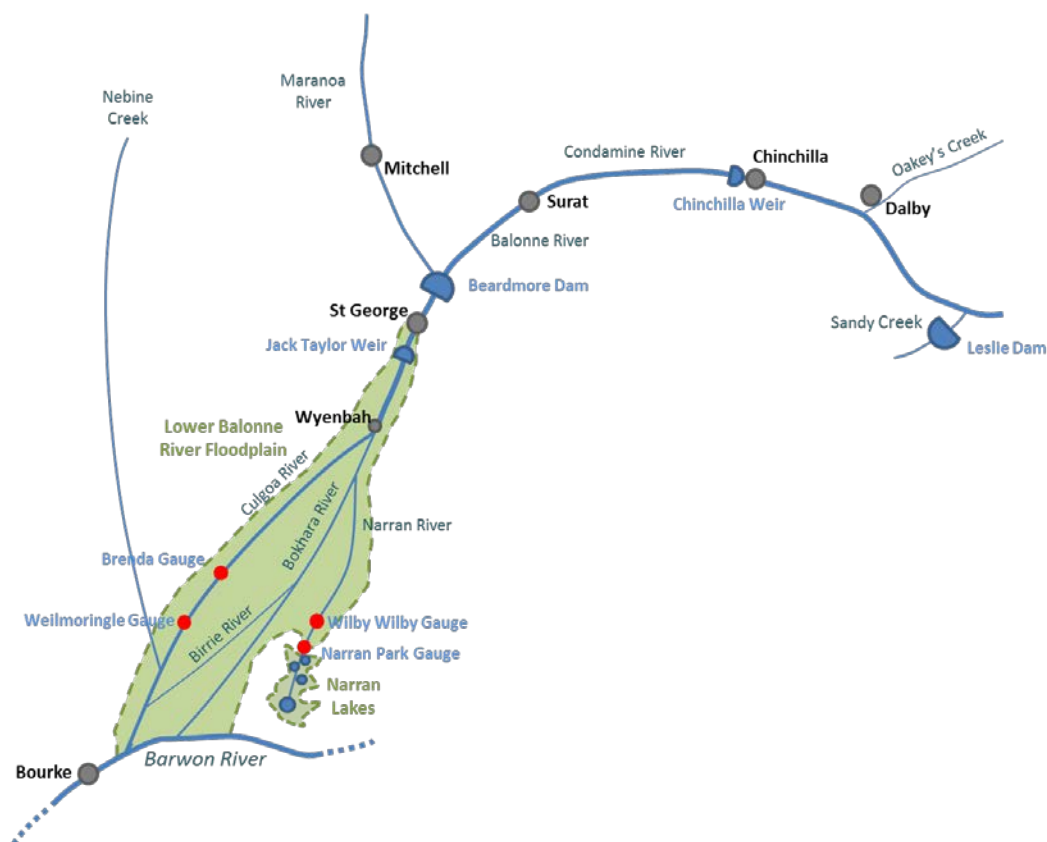 Maranoa
River
Nebine
Creek
Mitchell
Condamine River
Chinchilla
Oakey's Creek
Chinchilla Weir
Dalby
Surat
Balonne River
Beardmore Dam
St George
Sandy Creek
Leslie Dam
Jack Taylor Weir
Wyenbah
Lower Balonne
River Floodplain
Culgoa River
Bokhara River
Narran River
Brenda Gauge
Weilmoringle Gauge
Birrie River
Wilby Wilby Gauge
Narran Park Gauge
Narran
Lakes
Barwon River
Bourke